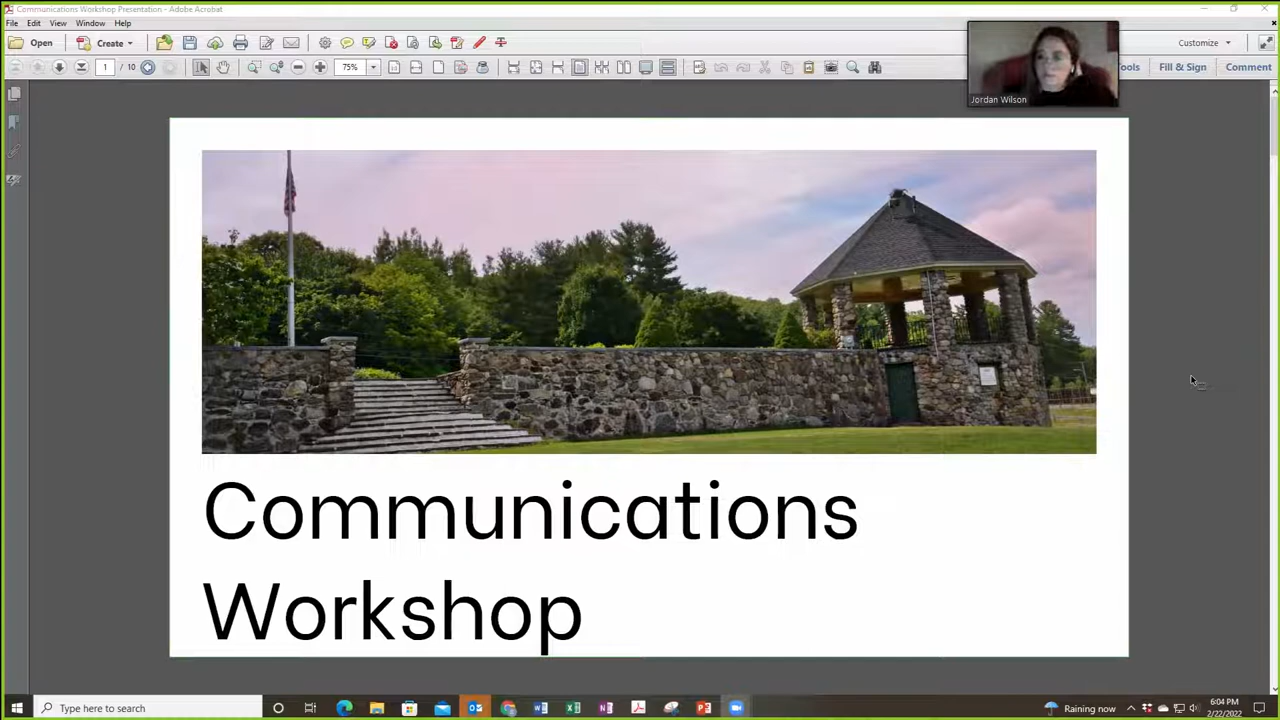 Communications Workshop Presentation - Adobe Acrobat
File Edit View Window Help
Open Create Customize
1 / 10 75% Tools Fill & Sign Comment
Jordan Wilson
Communications
Workshop
Type here to search
Raining now
6:04 PM
2/22/2022